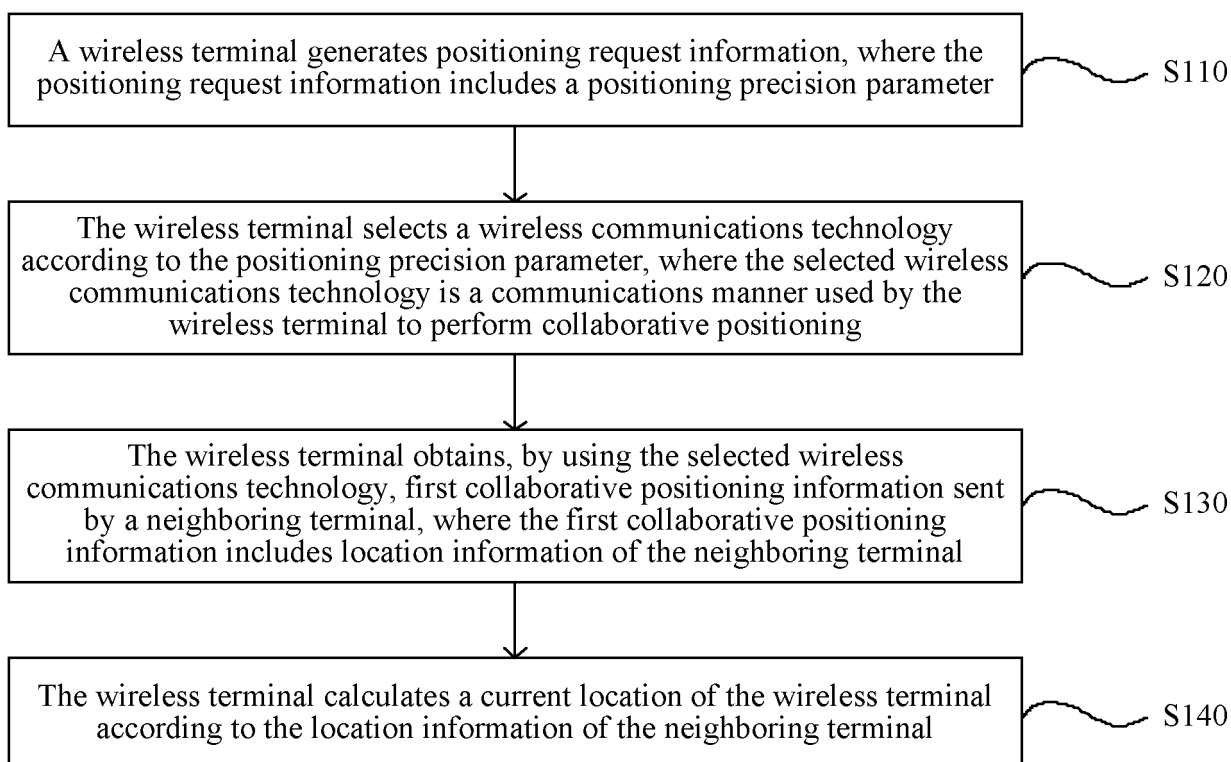 A wireless terminal generates positioning request information, where the
positioning request information includes a positioning precision parameter
S110
The wireless terminal selects a wireless communications technology
according to the positioning precision parameter, where the selected wireless
communications technology is a communications manner used by the
wireless terminal to perform collaborative positioning
S120
The wireless terminal obtains, by using the selected wireless
communications technology, first collaborative positioning information sent
by a neighboring terminal, where the first collaborative positioning
information includes location information of the neighboring terminal
S130
The wireless terminal calculates a current location of the wireless terminal
according to the location information of the neighboring terminal
S140